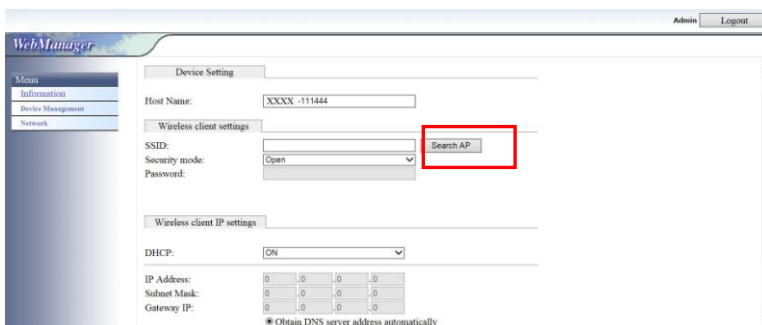 Admin Logout
WebManager
Menu
Information
Device Management
Network
Device Setting
Host Name: XXXX -111444
Wireless client settings
SSID: Search AP
Security mode: Open
Password:
Wireless client IP settings
DHCP: ON
IP Address: 0 .0 .0 .0
Subnet Mask: 0 .0 .0 .0
Gateway IP: 0 .0 .0 .0
Obtain DNS server address automatically